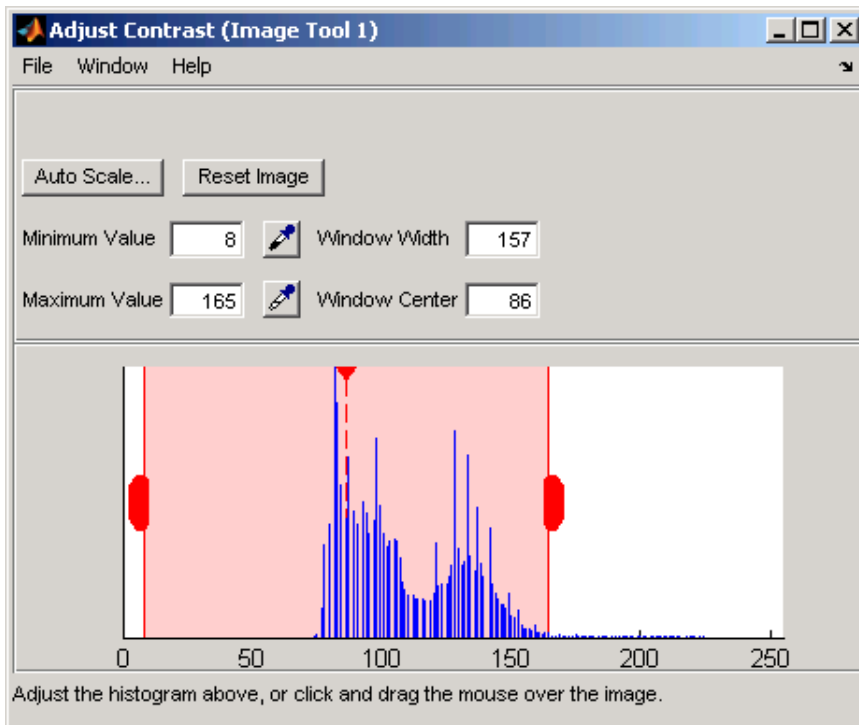 Adjust Contrast (Image Tool 1)
File Window Help
Auto Scale... Reset Image
Minimum Value 8 Window Width 157
Maximum Value 165 Window Center 86
0 50 100 150 200 250
Adjust the histogram above, or click and drag the mouse over the image.